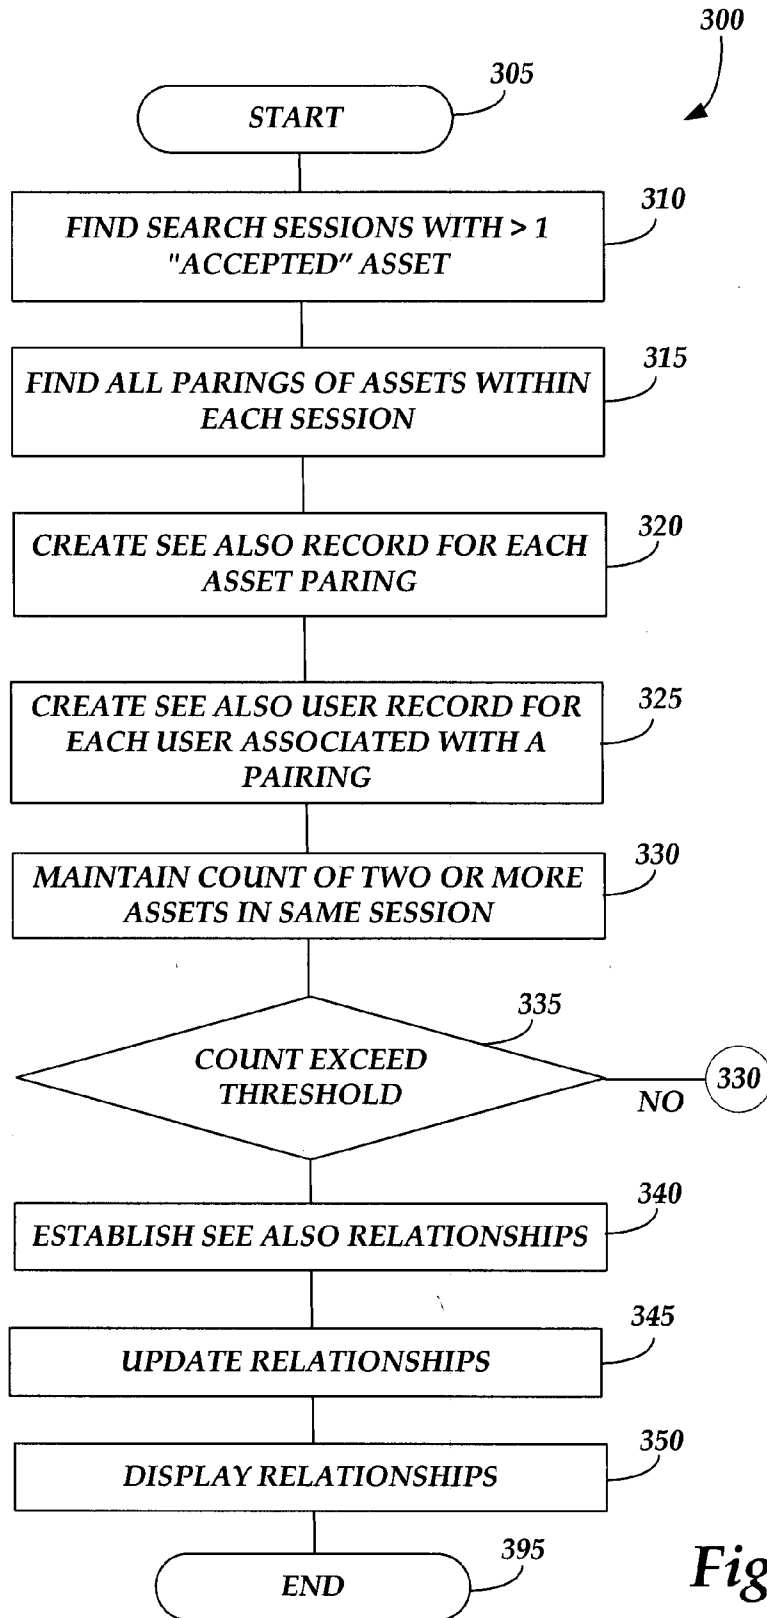 300
305
START
310
FIND SEARCH SESSIONS WITH > 1
"ACCEPTED" ASSET
315
FIND ALL PARINGS OF ASSETS WITHIN
EACH SESSION
320
CREATE SEE ALSO RECORD FOR EACH
ASSET PARING
325
CREATE SEE ALSO USER RECORD FOR
EACH USER ASSOCIATED WITH A
PAIRING
330
MAINTAIN COUNT OF TWO OR MORE
ASSETS IN SAME SESSION
335
COUNT EXCEED
THRESHOLD
NO
330
340
ESTABLISH SEE ALSO RELATIONSHIPS
345
UPDATE RELATIONSHIPS
350
DISPLAY RELATIONSHIPS
395
END
Fig